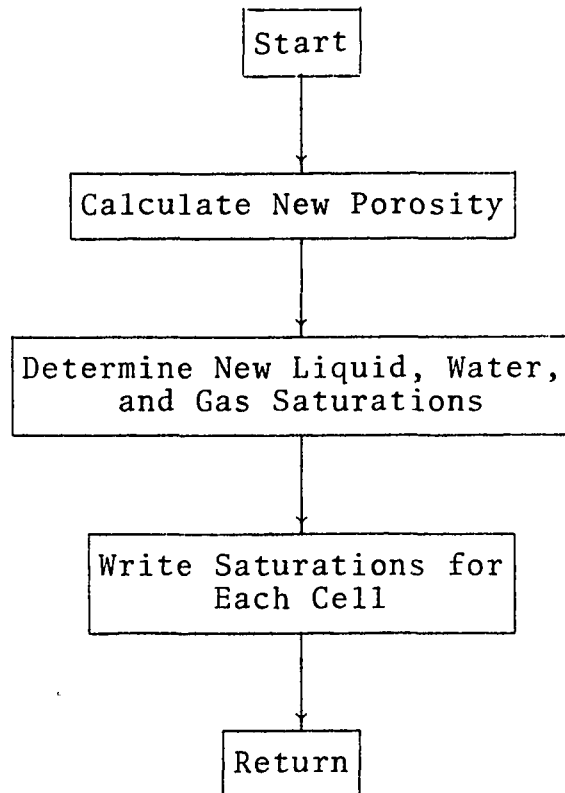 Start
Calculate New Porosity
Determine New Liquid, Water,
and Gas Saturations
Write Saturations for
Each Cell
Return